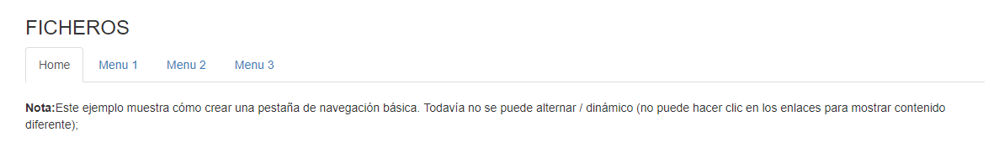 FICHEROS
Home Menu 1 Menu 2 Menu 3
Nota:Este ejemplo muestra cómo crear una pestaña de navegación básica. Todavía no se puede alternar / dinámico (no puede hacer clic en los enlaces para mostrar contenido
diferente);